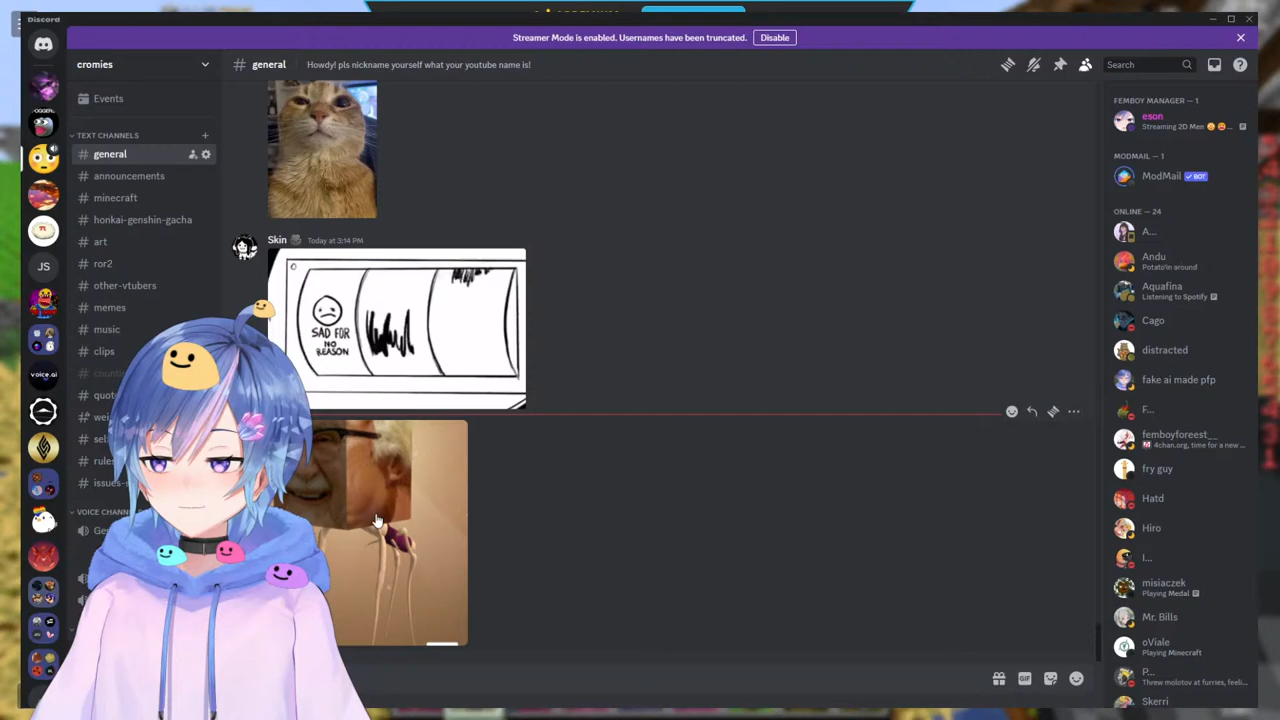 Discord
Streamer Mode is enabled. Usernames have been truncated.
Disable
cromies
general
Howdy! pls nickname yourself what your youtube name is!
Search
Events
TEXT CHANNELS
general
announcements
minecraft
honkai-genshin-gacha
art
ror2
other-vtubers
memes
music
clips
rules
VOICE CHANNELS
JS
voice.ai
Skin
Today at 3:14 PM
SAD FOR
NO
REASON
FEMBOY MANAGER — 1
eson
Streaming 2D Men
MODMAIL — 1
ModMail
BOT
ONLINE — 24
A...
Andu
Potato'in around
Aquafina
Listening to Spotify
Cago
distracted
fake ai made pfp
F...
femboyforeest__
4chan.org, time for a new ...
fry guy
Hatd
Hiro
I...
misiaczek
Playing Medal
Mr. Bills
oViale
Playing Minecraft
P...
Threw molotov at furries, feeli...
Skerri
GIF